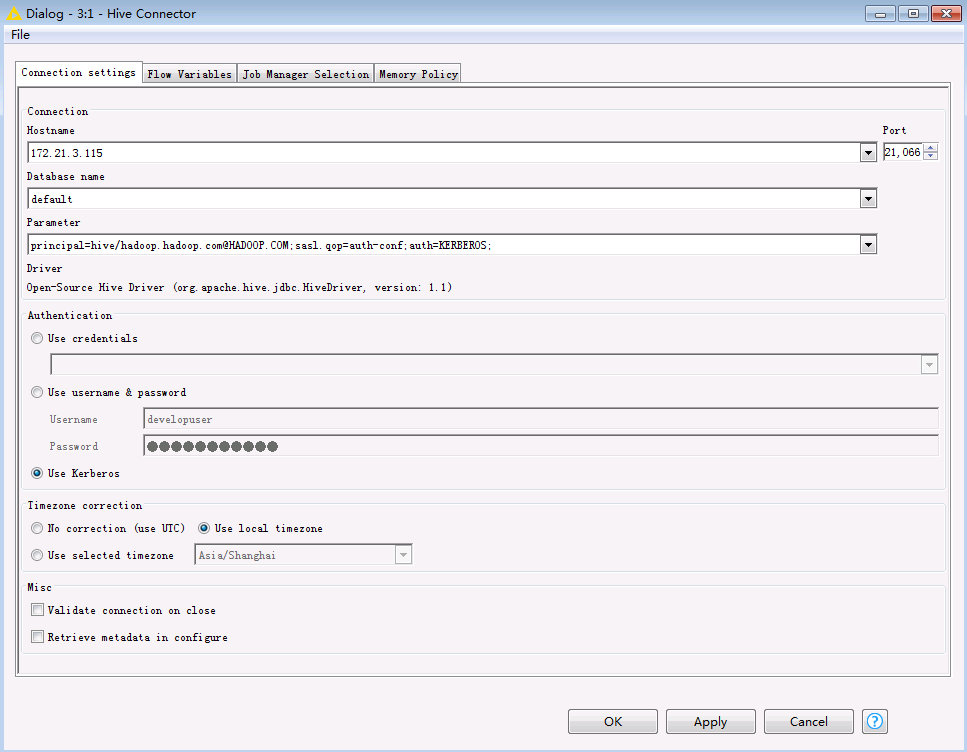 Dialog - 3:1 - Hive Connector
File
Connection settings Flow Variables Job Manager Selection Memory Policy
Connection
Hostname Port
172.21.3.115 21,066
Database name
default
Parameter
principal=hive/hadoop.hadoop.com@HADOOP.COM;sasl.qop=auth-conf;auth=KERBEROS;
Driver
Open-Source Hive Driver (org.apache.hive.jdbc.HiveDriver, version: 1.1)
Authentication
Use credentials
Use username & password
Username developuser
Password
Use Kerberos
Timezone correction
No correction (use UTC) Use local timezone
Use selected timezone Asia/Shanghai
Misc
Validate connection on close
Retrieve metadata in configure
OK Apply Cancel ?